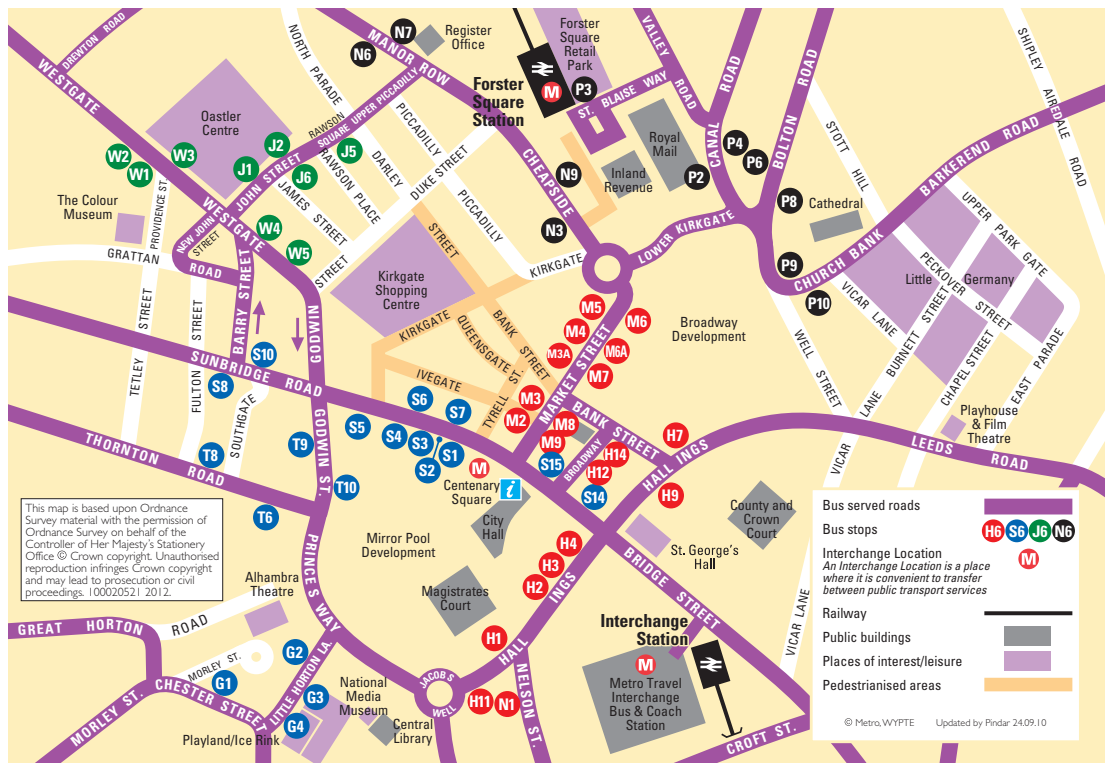 DREWTON ROAD
WESTGATE
NORTH PARADE
N7
N6
MANOR ROW
Register
Office
Forster
Square
Retail
Park
VALLEY
ROAD
CANAL
ROAD
BOLTON
ROAD
SHIPLEY
AIREDALE
ROAD
Forster
Square
Station
M
P3
ST. BLAISE WAY
Oastler
Centre
RAWSON
SQUARE
UPPER PICCADILLY
PICCADILLY
PICCADILLY
DARLEY
STREET
RAWSON
PLACE
DUKE STREET
CHEAPSIDE
Royal
Mail
Inland
Revenue
N9
N3
P2
P4
P6
P8
P9
P10
STOTT
HILL
Cathedral
CHURCH BANK
BARKEREND
ROAD
W2
W1
W3
J1
J2
J5
J6
JOHN STREET
JAMES
STREET
The Colour
Museum
PROVIDENCE ST.
NEW JOHN
STREET
WESTGATE
W4
W5
GRATTAN
ROAD
STREET
KIRKGATE
LOWER KIRKGATE
Kirkgate
Shopping
Centre
KIRKGATE
BANK
STREET
QUEENSGATE
IVEGATE
TYRELL
ST.
UPPER
PARK
GATE
Little
Germany
PECKOVER
STREET
VICAR LANE
BURNETT
STREET
CHAPEL STREET
EAST
PARADE
WELL
STREET
VICAR
LANE
BARRY STREET
GODWIN
GODWIN ST.
TETLEY
STREET
FULTON
STREET
SOUTHGATE
SUNBRIDGE
ROAD
S10
S8
S6
S7
S5
S4
S3
S2
S1
M5
M4
M6
M3A
M6A
M7
M3
M2
M8
M9
MARKET STREET
Broadway
Development
BANK STREET
BROADWAY
S15
H14
H12
S14
H7
H9
HALL
INGS
LEEDS
ROAD
Playhouse
& Film
Theatre
THORNTON
ROAD
T8
T9
T10
T6
M
Centenary
Square
i
City
Hall
Mirror Pool
Development
County and
Crown
Court
St. George's
Hall
BRIDGE
STREET
H4
H3
H2
H1
HALL
INGS
Magistrates
Court
PRINCE'S
WAY
Alhambra
Theatre
GREAT HORTON
ROAD
MORLEY ST.
MORLEY ST.
CHESTER STREET
LITTLE HORTON LA.
G1
G2
G3
G4
Playland/Ice Rink
National
Media
Museum
Central
Library
JACOB'S
WELL
H11
N1
NELSON ST.
Interchange
Station
M
Metro Travel
Interchange
Bus & Coach
Station
CROFT ST.
VICAR LANE
This map is based upon Ordnance
Survey material with the permission of
Ordnance Survey on behalf of the
Controller of Her Majesty's Stationery
Office © Crown copyright. Unauthorised
reproduction infringes Crown copyright
and may lead to prosecution or civil
proceedings. 100020521 2012.
Bus served roads
Bus stops
H6 S6 J6 N6
Interchange Location
An Interchange Location is a place
where it is convenient to transfer
between public transport services
M
Railway
Public buildings
Places of interest/leisure
Pedestrianised areas
© Metro, WYPTE Updated by Pindar 24.09.10